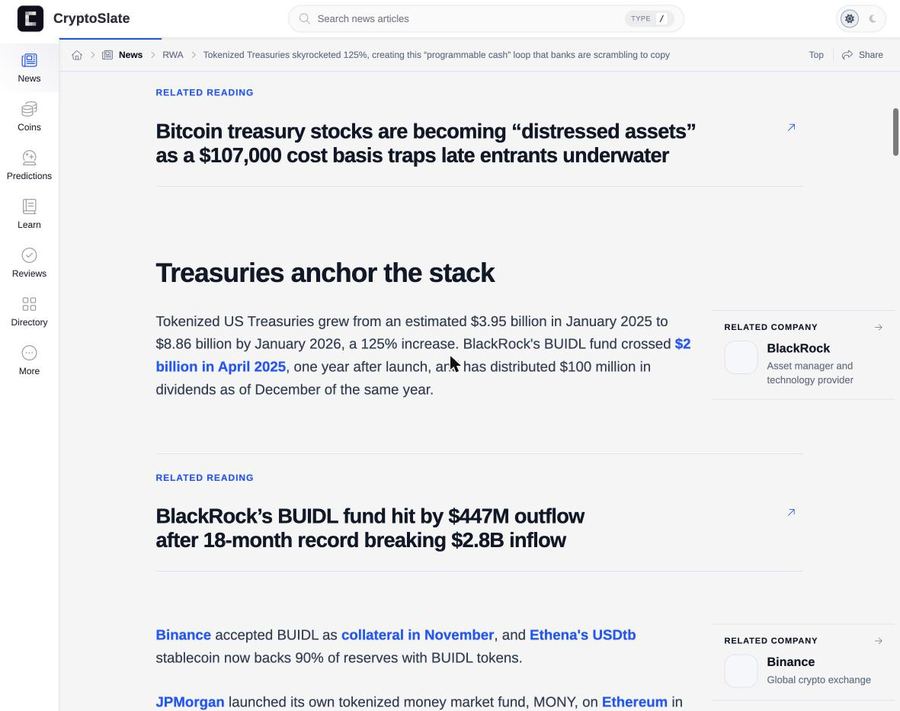 CryptoSlate
Search news articles
TYPE /
News
RWA
Tokenized Treasuries skyrocketed 125%, creating this “programmable cash” loop that banks are scrambling to copy
Top
Share
News
Coins
Predictions
Learn
Reviews
Directory
More
RELATED READING
Bitcoin treasury stocks are becoming “distressed assets”
as a $107,000 cost basis traps late entrants underwater
Treasuries anchor the stack
Tokenized US Treasuries grew from an estimated $3.95 billion in January 2025 to
$8.86 billion by January 2026, a 125% increase. BlackRock's BUIDL fund crossed $2
billion in April 2025, one year after launch, and has distributed $100 million in
dividends as of December of the same year.
RELATED COMPANY
BlackRock
Asset manager and
technology provider
RELATED READING
BlackRock’s BUIDL fund hit by $447M outflow
after 18-month record breaking $2.8B inflow
Binance accepted BUIDL as collateral in November, and Ethena's USDtb
stablecoin now backs 90% of reserves with BUIDL tokens.
RELATED COMPANY
Binance
Global crypto exchange
JPMorgan launched its own tokenized money market fund, MONY, on Ethereum in